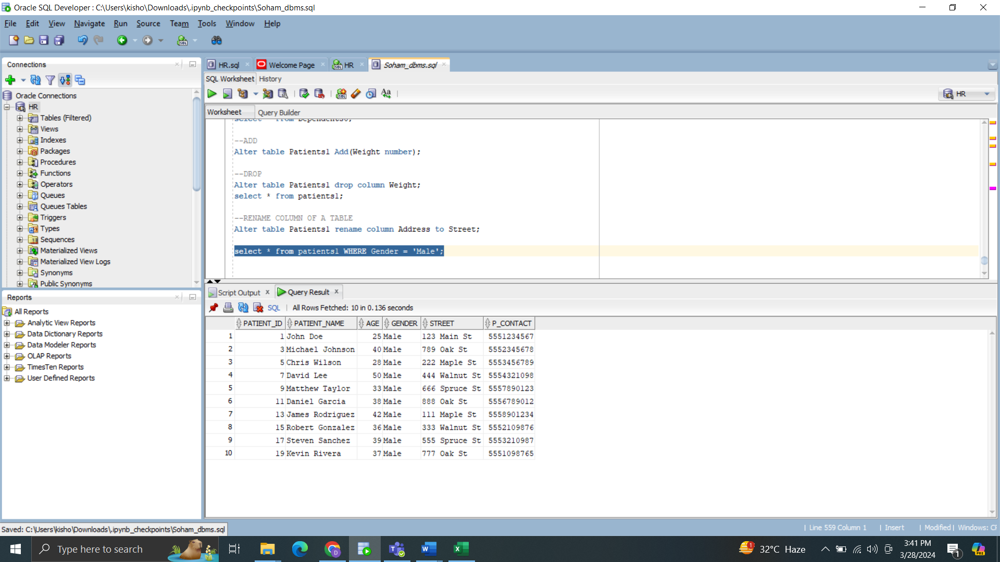 Oracle SQL Developer : C:\Users\kisho\Downloads\.ipynb_checkpoints\Soham_dbms.sql
File Edit View Navigate Run Source Team Tools Window Help
Connections
Oracle Connections
HR
Tables (Filtered)
Views
Indexes
Packages
Procedures
Functions
Operators
Queues
Queues Tables
Triggers
Types
Sequences
Materialized Views
Materialized View Logs
Synonyms
Public Synonyms
Reports
All Reports
Analytic View Reports
Data Dictionary Reports
Data Modeler Reports
OLAP Reports
TimesTen Reports
User Defined Reports
HR.sql Welcome Page HR Soham_dbms.sql
SQL Worksheet History
HR
Worksheet Query Builder
select * from Dependents6;
--ADD
Alter table Patients1 Add(Weight number);
--DROP
Alter table Patients1 drop column Weight;
select * from patients1;
--RENAME COLUMN OF A TABLE
Alter table Patients1 rename column Address to Street;
select * from patients1 WHERE Gender = 'Male';
Script Output x Query Result x
SQL | All Rows Fetched: 10 in 0.136 seconds
PATIENT_ID PATIENT_NAME AGE GENDER STREET P_CONTACT
1 1 John Doe 25 Male 123 Main St 5551234567
2 3 Michael Johnson 40 Male 789 Oak St 5552345678
3 5 Chris Wilson 28 Male 222 Maple St 5553456789
4 7 David Lee 50 Male 444 Walnut St 5554321098
5 9 Matthew Taylor 33 Male 666 Spruce St 5557890123
6 11 Daniel Garcia 38 Male 888 Oak St 5556789012
7 13 James Rodriguez 42 Male 111 Maple St 5558901234
8 15 Robert Gonzalez 36 Male 333 Walnut St 5552109876
9 17 Steven Sanchez 39 Male 555 Spruce St 5553210987
10 19 Kevin Rivera 37 Male 777 Oak St 5551098765
Saved: C:\Users\kisho\Downloads\.ipynb_checkpoints\Soham_dbms.sql
| Line 559 Column 1 | Insert | Modified | Windows:
Type here to search
32°C Haze
3:41 PM
3/28/2024